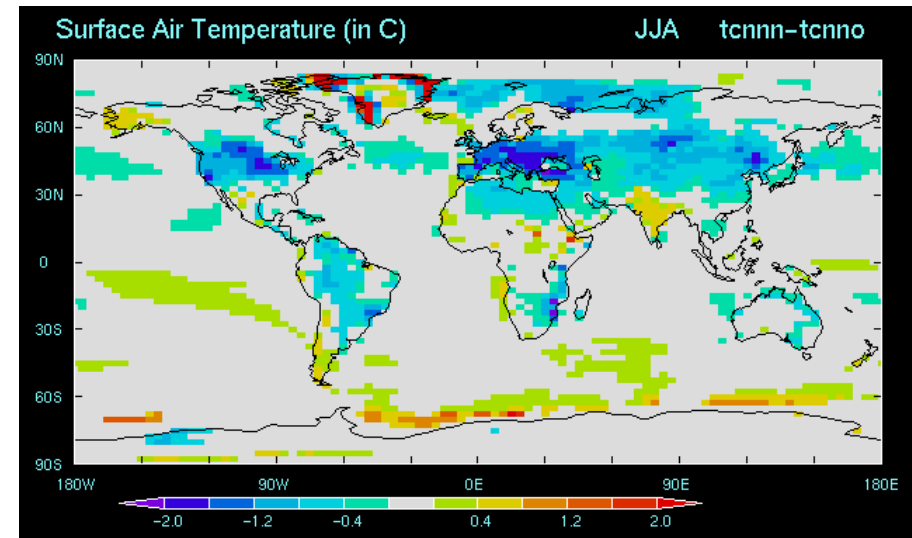 Surface Air Temperature (in C) JJA tcnnn-tcnno
90N
60N
30N
0
30S
60S
90S
180W 90W 0E 90E 180E
-2.0 -1.2 -0.4 0.4 1.2 2.0